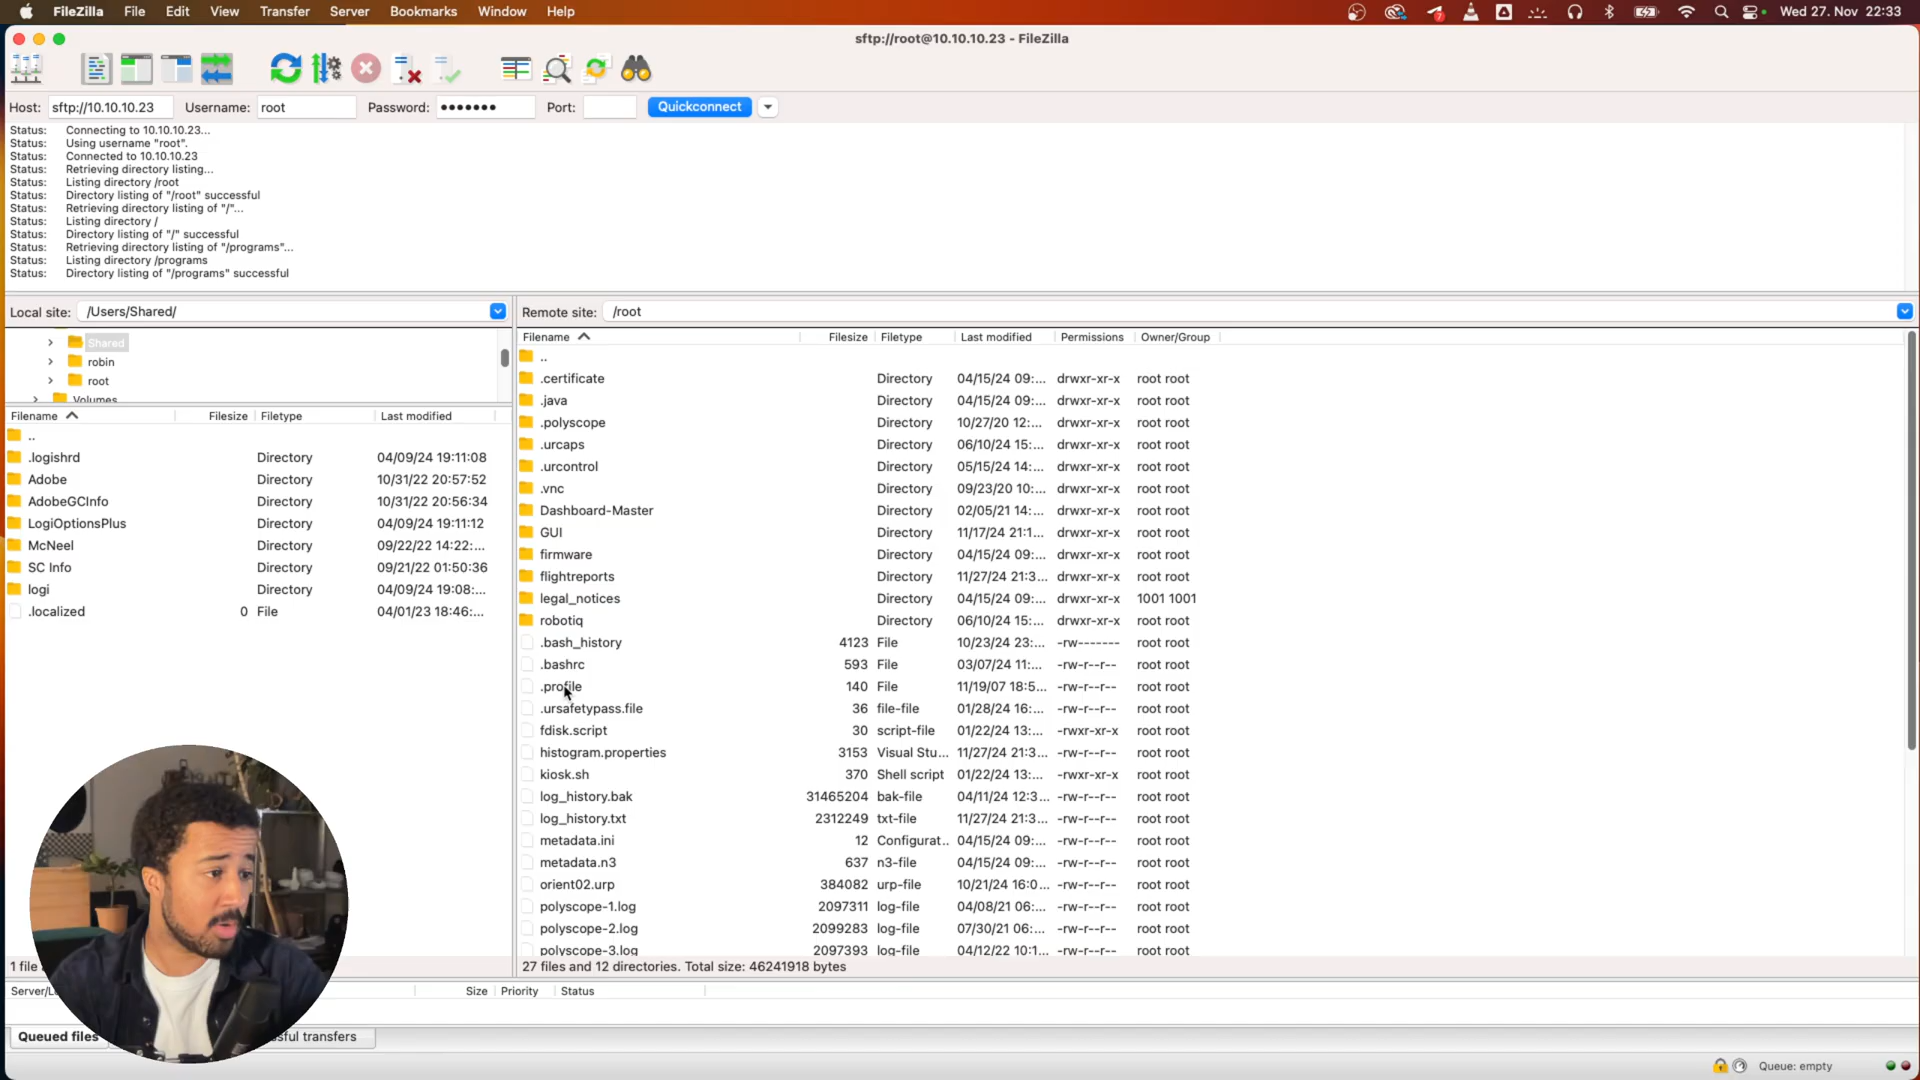 FileZilla File Edit View Transfer Server Bookmarks Window Help 7 Wed 27. Nov 22:33
sftp://root@10.10.10.23 - FileZilla
Host: sftp://10.10.10.23 Username: root Password: ••••••• Port: Quickconnect
Status: Connecting to 10.10.10.23...
Status: Using username "root".
Status: Connected to 10.10.10.23
Status: Retrieving directory listing...
Status: Listing directory /root
Status: Directory listing of "/root" successful
Status: Retrieving directory listing of "/"...
Status: Listing directory /
Status: Directory listing of "/" successful
Status: Retrieving directory listing of "/programs"...
Status: Listing directory /programs
Status: Directory listing of "/programs" successful
Local site: /Users/Shared/
Shared
robin
root
Volumes
Filename Filesize Filetype Last modified
..
.logishrd Directory 04/09/24 19:11:08
Adobe Directory 10/31/22 20:57:52
AdobeGCInfo Directory 10/31/22 20:56:34
LogiOptionsPlus Directory 04/09/24 19:11:12
McNeel Directory 09/22/22 14:22:...
SC Info Directory 09/21/22 01:50:36
logi Directory 04/09/24 19:08:...
.localized 0 File 04/01/23 18:46:...
1 file
Remote site: /root
Filename Filesize Filetype Last modified Permissions Owner/Group
..
.certificate Directory 04/15/24 09:... drwxr-xr-x root root
.java Directory 04/15/24 09:... drwxr-xr-x root root
.polyscope Directory 10/27/20 12:... drwxr-xr-x root root
.urcaps Directory 06/10/24 15:... drwxr-xr-x root root
.urcontrol Directory 05/15/24 14:... drwxr-xr-x root root
.vnc Directory 09/23/20 10:... drwxr-xr-x root root
Dashboard-Master Directory 02/05/21 14:... drwxr-xr-x root root
GUI Directory 11/17/24 21:1... drwxr-xr-x root root
firmware Directory 04/15/24 09:... drwxr-xr-x root root
flightreports Directory 11/27/24 21:3... drwxr-xr-x root root
legal_notices Directory 04/15/24 09:... drwxr-xr-x 1001 1001
robotiq Directory 06/10/24 15:... drwxr-xr-x root root
.bash_history 4123 File 10/23/24 23:... -rw------- root root
.bashrc 593 File 03/07/24 11:... -rw-r--r-- root root
.profile 140 File 11/19/07 18:5... -rw-r--r-- root root
.ursafetypass.file 36 file-file 01/28/24 16:... -rw-r--r-- root root
fdisk.script 30 script-file 01/22/24 13:... -rwxr-xr-x root root
histogram.properties 3153 Visual Stu... 11/27/24 21:3... -rw-r--r-- root root
kiosk.sh 370 Shell script 01/22/24 13:... -rwxr-xr-x root root
log_history.bak 31465204 bak-file 04/11/24 12:3... -rw-r--r-- root root
log_history.txt 2312249 txt-file 11/27/24 21:3... -rw-r--r-- root root
metadata.ini 12 Configurat... 04/15/24 09:... -rw-r--r-- root root
metadata.n3 637 n3-file 04/15/24 09:... -rw-r--r-- root root
orient02.urp 384082 urp-file 10/21/24 16:0... -rw-r--r-- root root
polyscope-1.log 2097311 log-file 04/08/21 06:... -rw-r--r-- root root
polyscope-2.log 2099283 log-file 07/30/21 06:... -rw-r--r-- root root
polyscope-3.log 2097393 log-file 04/12/22 10:1... -rw-r--r-- root root
27 files and 12 directories. Total size: 46241918 bytes
Size Priority Status
Queued files transfers
Queue: empty